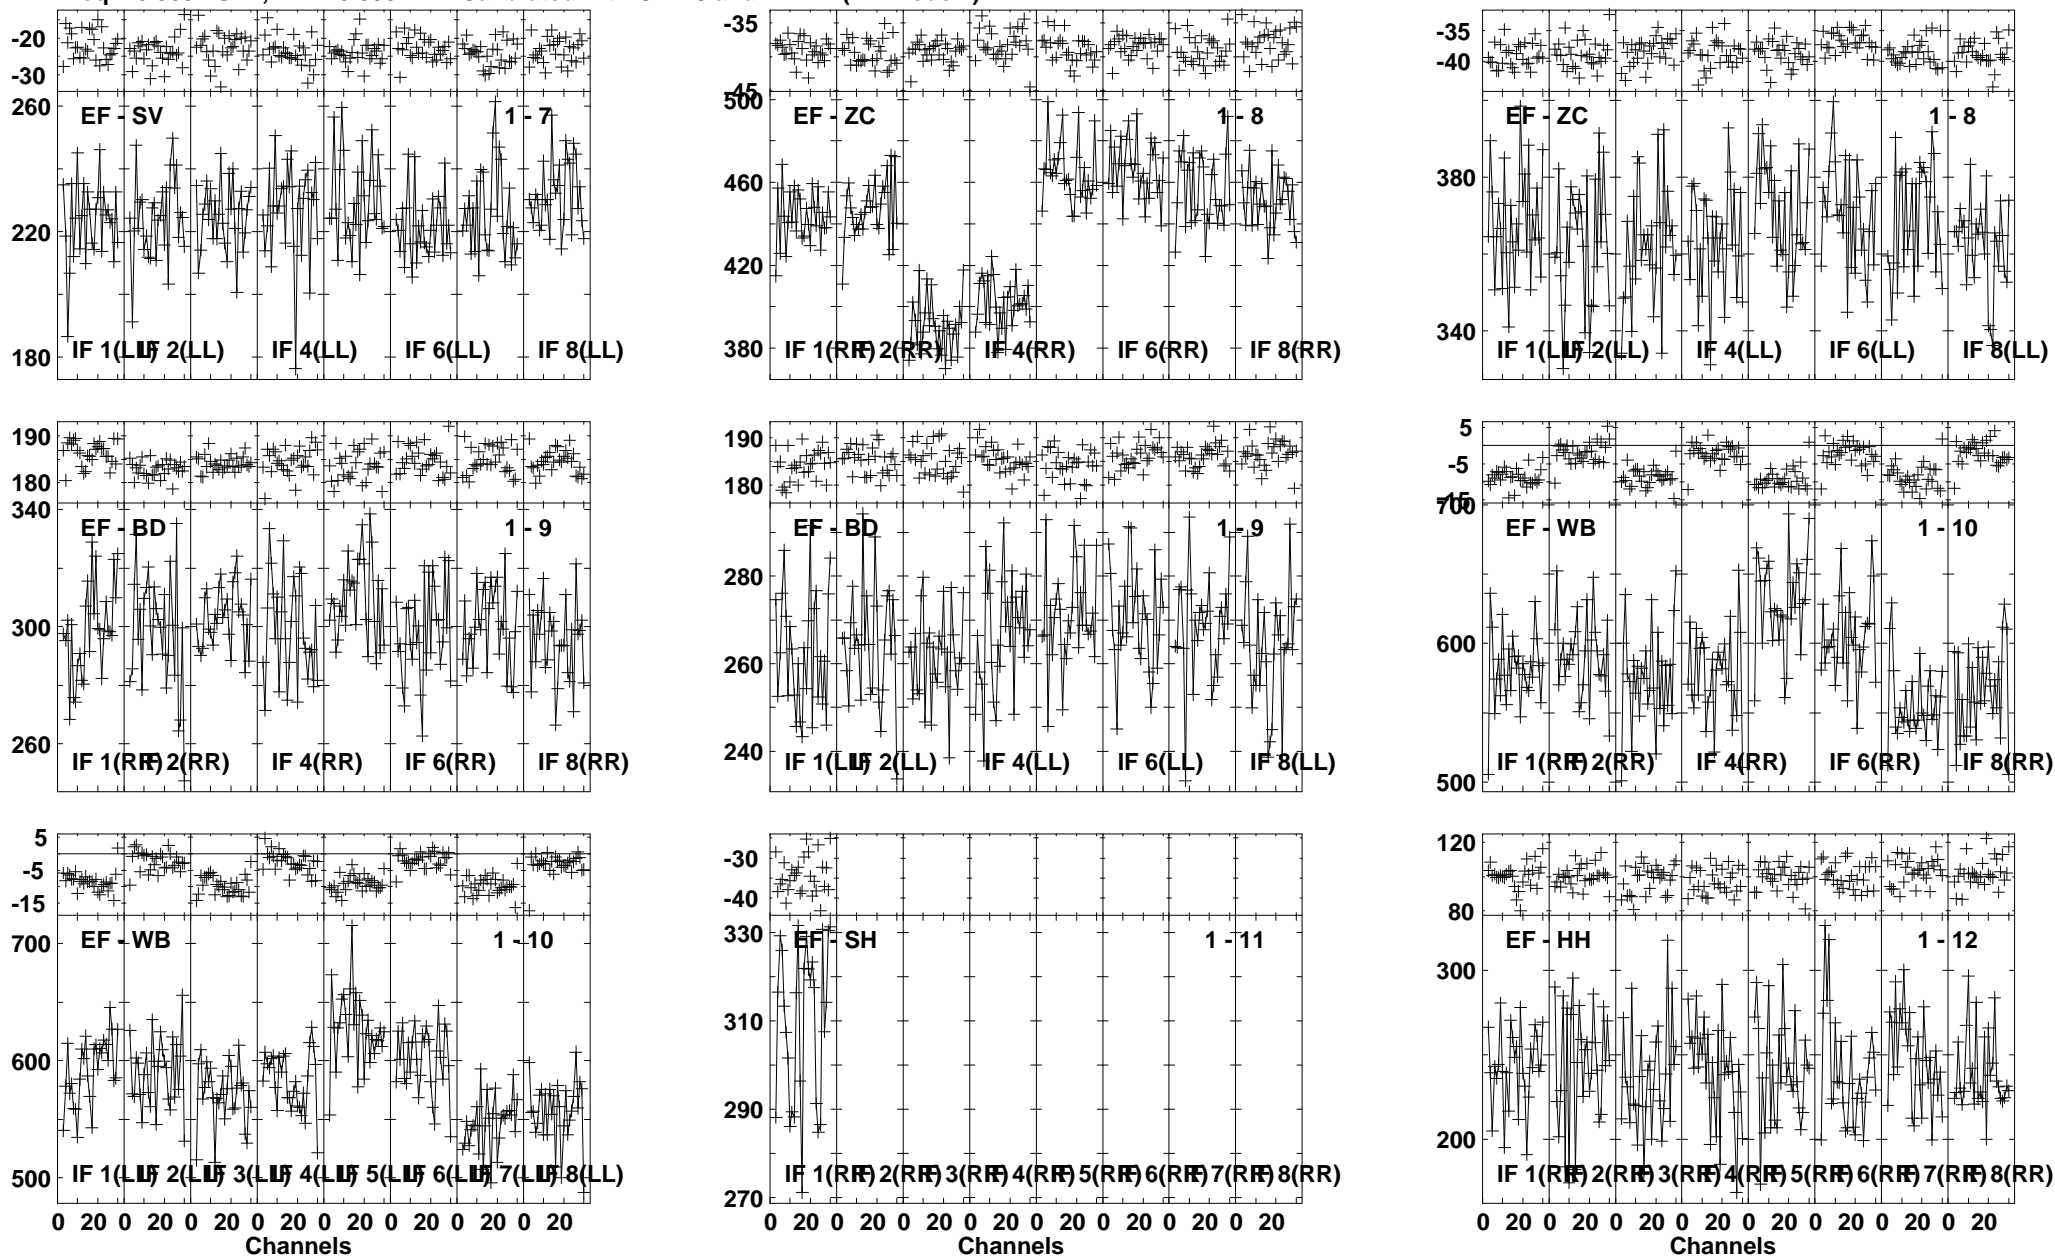 -20 -35 -35
-30 -45 -40
260 500
EF - SV 1 - 7 EF - ZC 1 - 8 EF - ZC 1 - 8
220 460 380
420
180 380 340
IF 1(LL) IF 2(LL) IF 4(LL) IF 6(LL) IF 8(LL) IF 1(RR) IF 2(RR) IF 4(RR) IF 6(RR) IF 8(RR) IF 1(LL) IF 2(LL) IF 4(LL) IF 6(LL) IF 8(LL)
190 190 5
180 180 -5
-15
340 700
EF - BD 1 - 9 EF - BD 1 - 9 EF - WB 1 - 10
300 280 600
260
260 240 500
IF 1(RR) IF 2(RR) IF 4(RR) IF 6(RR) IF 8(RR) IF 1(LL) IF 2(LL) IF 4(LL) IF 6(LL) IF 8(LL) IF 1(RR) IF 2(RR) IF 4(RR) IF 6(RR) IF 8(RR)
5 -30 120
-5 -40 80
-15
700 330
EF - WB 1 - 10 EF - SH 1 - 11 EF - HH 1 - 12
600 310 300
290 200
500 270
IF 1(LL) IF 2(LL) IF 3(LL) IF 4(LL) IF 5(LL) IF 6(LL) IF 7(LL) IF 8(LL) IF 1(RR) IF 2(RR) IF 3(RR) IF 4(RR) IF 5(RR) IF 6(RR) IF 7(RR) IF 8(RR) IF 1(RR) IF 2(RR) IF 3(RR) IF 4(RR) IF 5(RR) IF 6(RR) IF 7(RR) IF 8(RR)
0 20 0 20 0 20 0 20 0 20 0 20 0 20 0 20 0 20 0 20 0 20 0 20 0 20 0 20 0 20 0 20 0 20 0 20 0 20 0 20 0 20 0 20 0 20 0 20
Channels Channels Channels